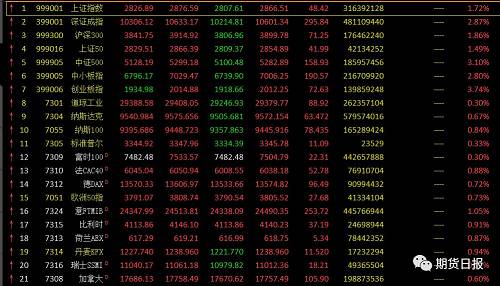 ↑ 1 999001 上证指数 2826.89 2876.59 2807.61 2866.51 48.42 316392128 ---- 1.72%
↑ 2 399001 深证成指 10306.12 10633.17 10214.81 10601.34 295.84 481109440 ---- 2.87%
↑ 3 399300 沪深300 3841.75 3914.92 3806.96 3899.78 71.25 176462240 ---- 1.86%
↑ 4 999004 上证50 2829.51 2866.39 2809.37 2854.89 41.99 42134252 ---- 1.49%
↑ 5 999005 中证500 5128.19 5299.18 5100.48 5282.89 158.93 185957456 ---- 3.10%
↑ 6 399005 中小板指 6796.17 7029.47 6739.90 7006.25 190.57 216709920 ---- 2.80%
↑ 7 399006 创业板指 1934.98 2014.88 1918.66 2012.25 72.63 139859248 ---- 3.74%
↑ 8 7301 道琼工业 29388.58 29408.05 29246.93 29379.77 88.92 262357104 ---- 0.30%
↑ 9 7304 纳斯达克 9540.984 9575.656 9505.681 9572.154 63.472 579574016 ---- 0.67%
↑ 10 7055 纳斯100 9395.686 9448.723 9357.863 9445.916 78.435 185264824 ---- 0.84%
↑ 11 7305 标准普尔 3344.92 3347.96 3334.39 3345.78 11.09 23529 ---- 0.33%
↑ 12 7309 富时100 D 7482.48 7533.57 7482.48 7504.79 22.31 442657888 ---- 0.30%
↑ 13 7310 法CAC40 D 6045.04 6050.94 6008.55 6038.18 52.78 76910704 ---- 0.88%
↑ 14 7312 德DAX D 13570.33 13606.97 13533.66 13574.82 96.49 90994432 ---- 0.72%
↑ 15 7051 欧洲50指 3791.07 3808.74 3790.54 3805.52 27.68 41334304 ---- 0.73%
↑ 16 7324 意FTMIB D 24347.99 24513.81 24338.09 24490.35 253.72 445766944 ---- 1.05%
↑ 17 7316 比利时 D 4113.86 4146.10 4113.86 4140.23 37.19 24698944 ---- 0.91%
↑ 18 7313 荷兰AEX D 617.29 619.21 616.99 618.75 5.34 78442352 ---- 0.87%
↑ 19 7314 丹麦KFX D 1227.740 1238.960 1221.770 1238.960 11.520 17232294 ---- 0.94%
↑ 20 7316 瑞士SSMI D 11040.17 11061.18 10979.82 11012.36 18.21 49365504 ----
↑ 21 7308 加拿大 D 17686.13 17758.49 17670.62 17757.49 105.90 198873536 ---- 0.60%
期货日报